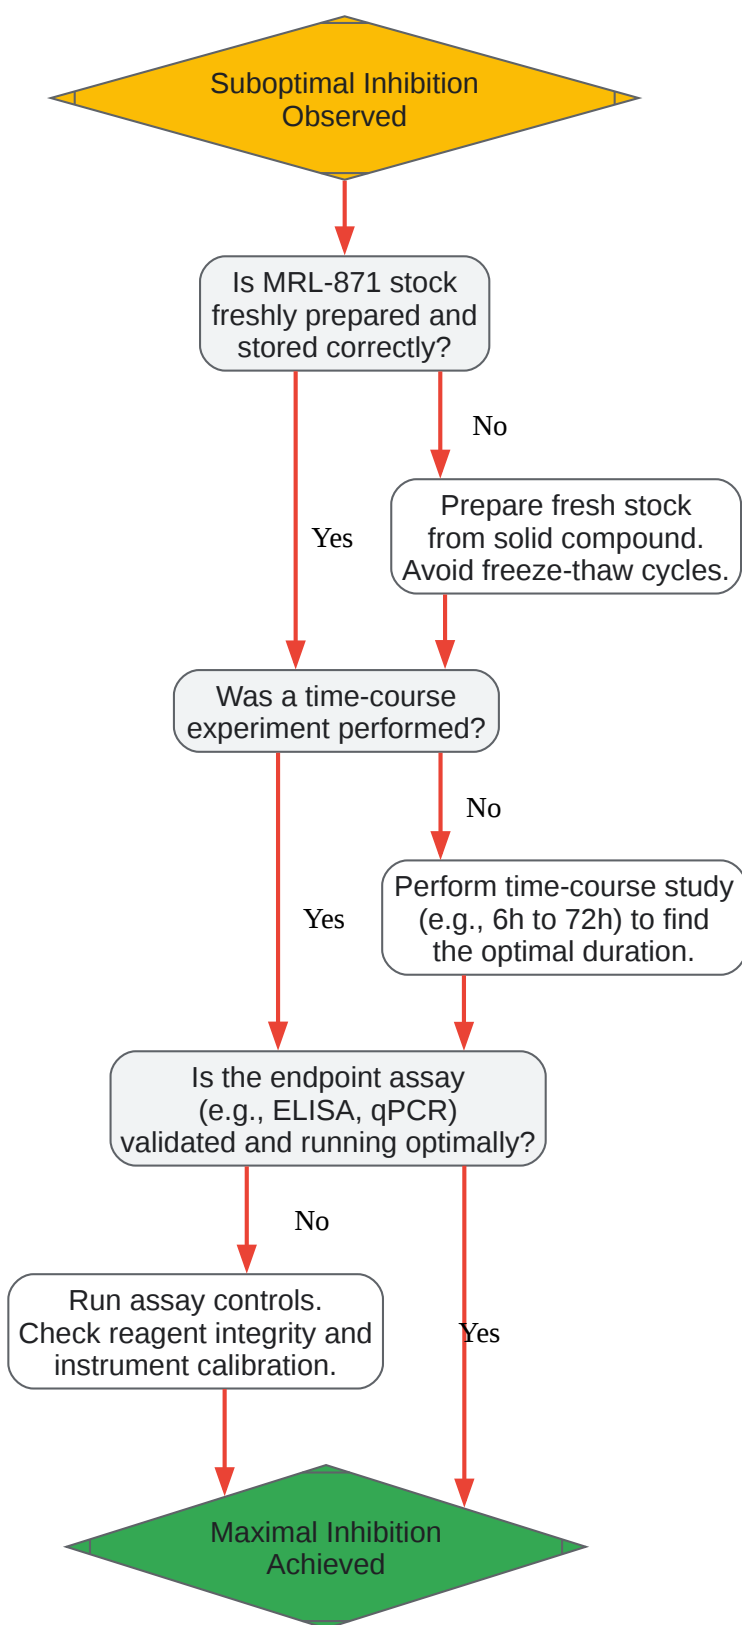 Suboptimal Inhibition
Observed
Is MRL-871 stock
freshly prepared and
stored correctly?
No
Yes
Prepare fresh stock
from solid compound.
Avoid freeze-thaw cycles.
Was a time-course
experiment performed?
No
Yes
Perform time-course study
(e.g., 6h to 72h) to find
the optimal duration.
Is the endpoint assay
(e.g., ELISA, qPCR)
validated and running optimally?
No
Yes
Run assay controls.
Check reagent integrity and
instrument calibration.
Maximal Inhibition
Achieved